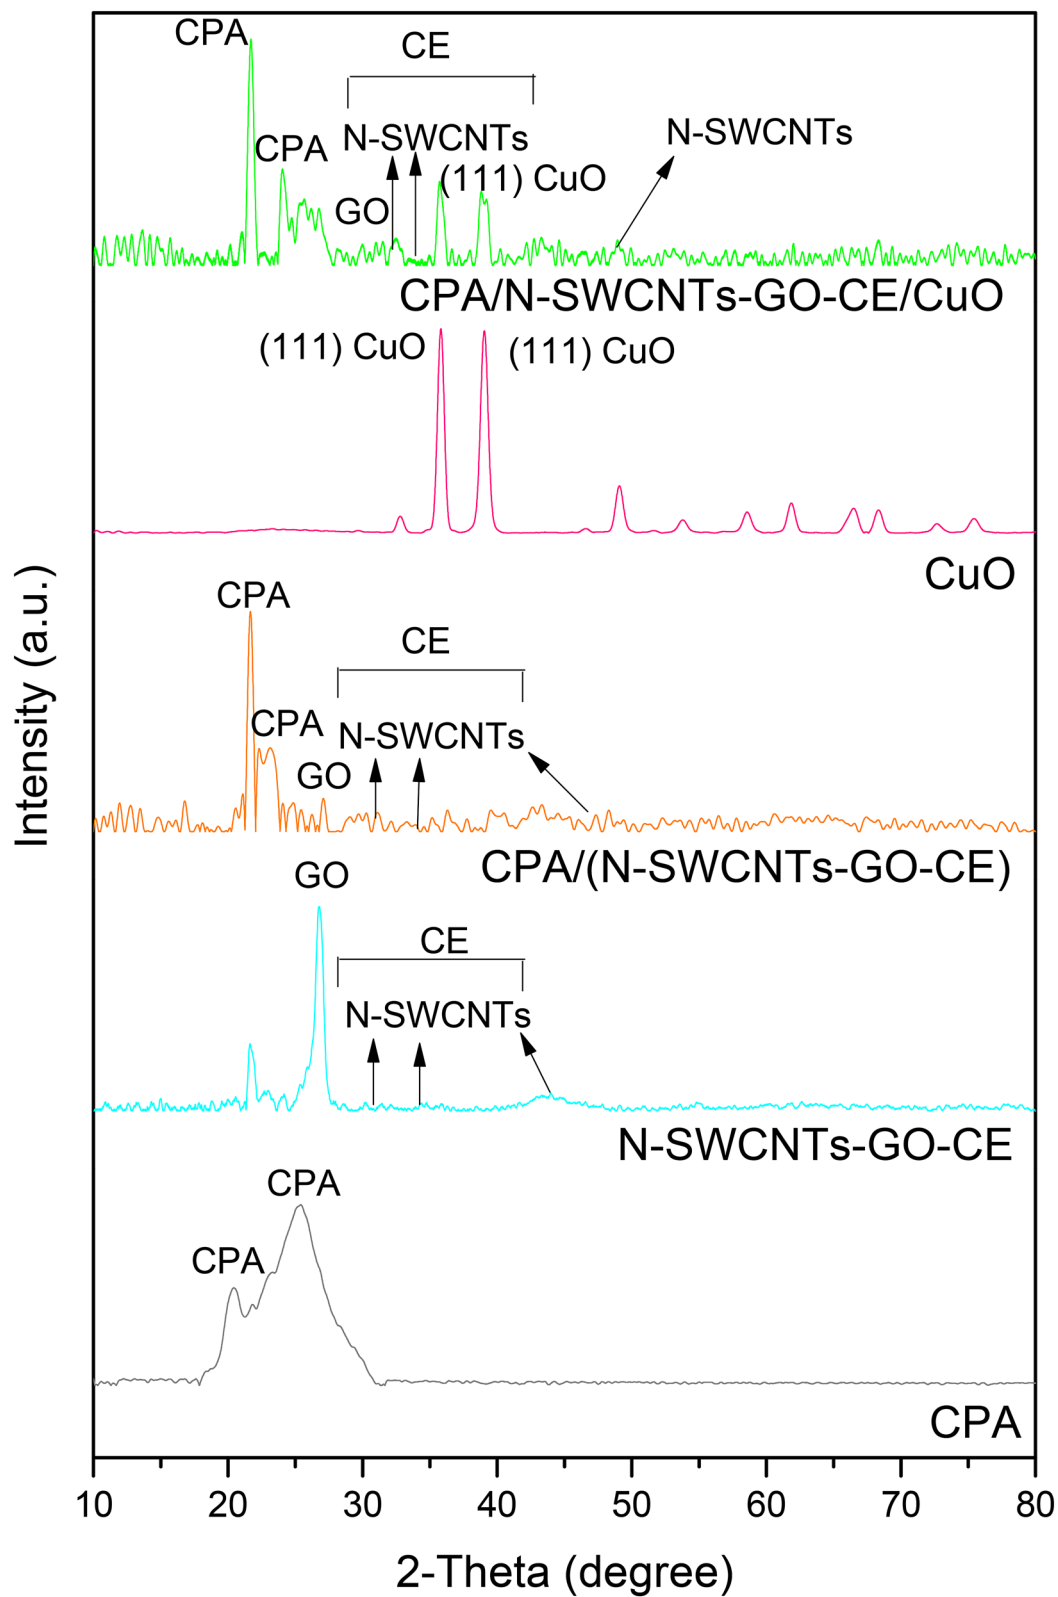 CPA
CE
CPA
N-SWCNTs
N-SWCNTs
GO
(111) CuO
CPA/N-SWCNTs-GO-CE/CuO
(111) CuO
(111) CuO
CuO
CPA
CE
CPA
N-SWCNTs
GO
CPA/(N-SWCNTs-GO-CE)
GO
CE
N-SWCNTs
N-SWCNTs-GO-CE
CPA
CPA
CPA
Intensity (a.u.)
10 20 30 40 50 60 70 80
2-Theta (degree)